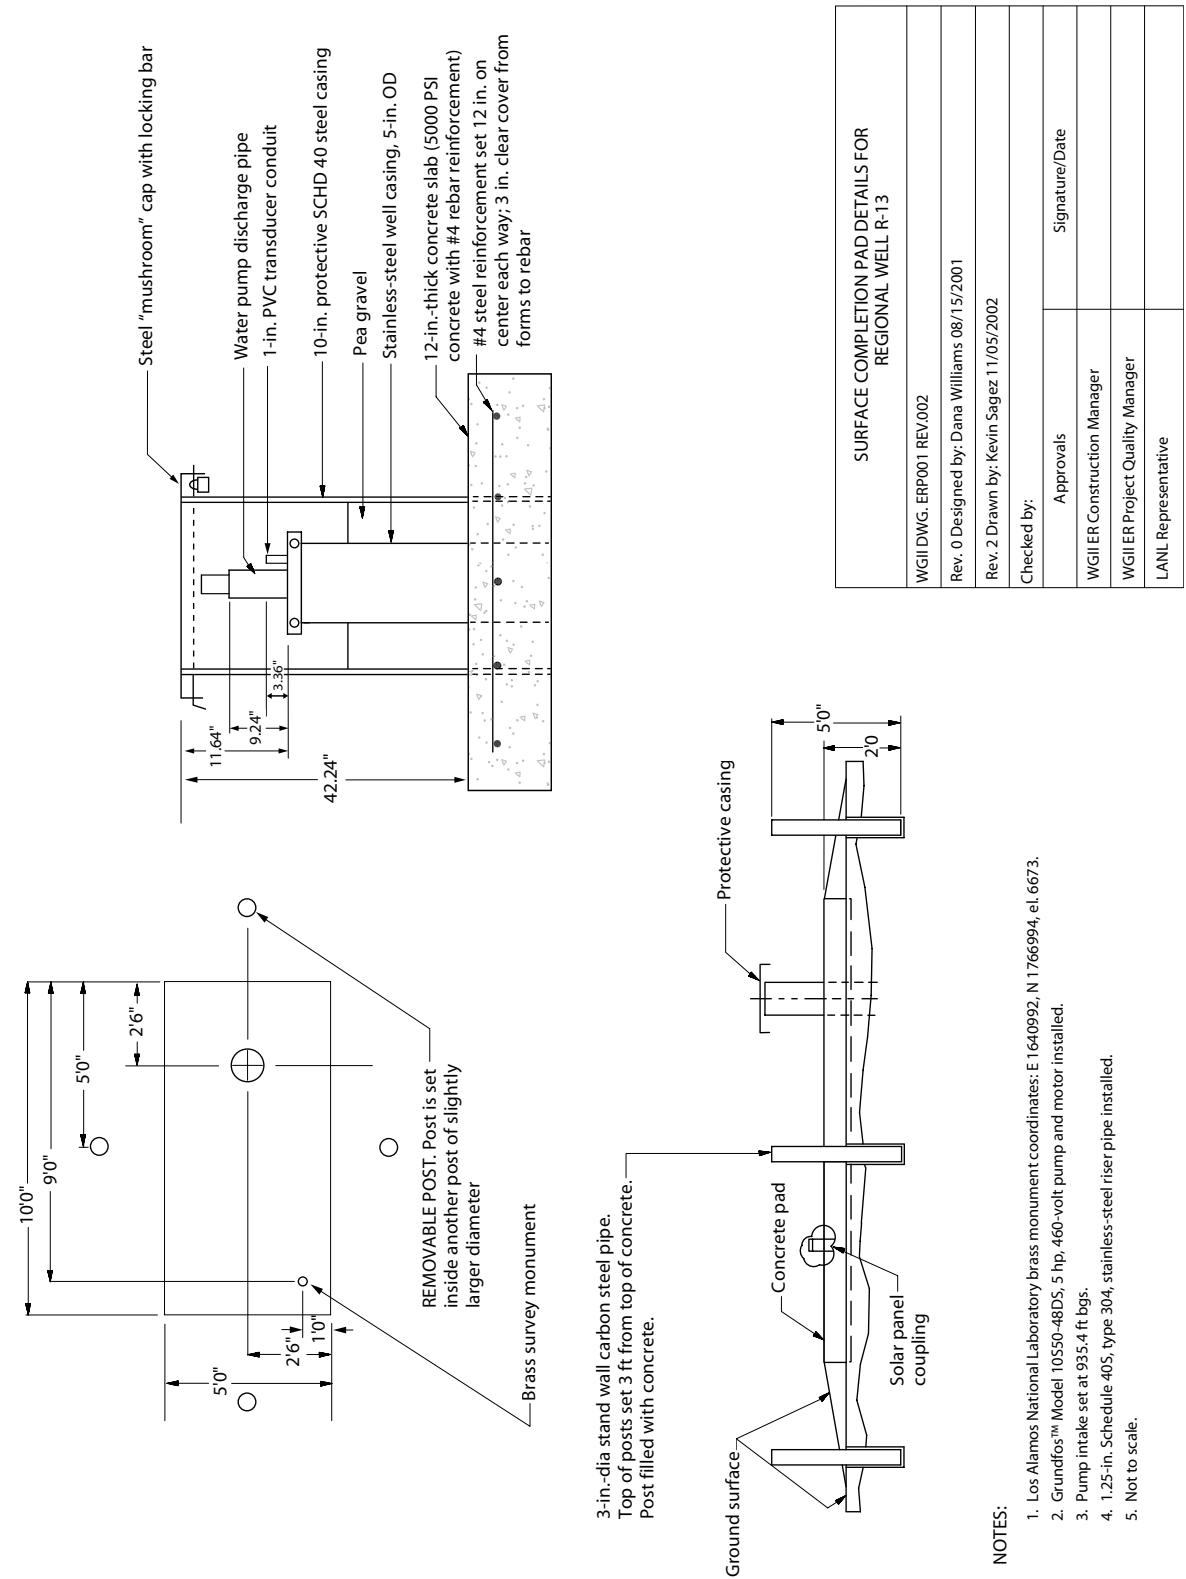 10'0"
9'0"
5'0"
2'6"
5'0"
2'6"
1'0"
REMOVABLE POST. Post is set
inside another post of slightly
larger diameter
Brass survey monument
Steel “mushroom” cap with locking bar
Water pump discharge pipe
1-in. PVC transducer conduit
10-in. protective SCHD 40 steel casing
Pea gravel
Stainless-steel well casing, 5-in. OD
12-in.-thick concrete slab (5000 PSI
concrete with #4 rebar reinforcement)
#4 steel reinforcement set 12 in. on
center each way; 3 in. clear cover from
forms to rebar
11.64"
9.24"
3.36"
42.24"
3-in.-dia stand wall carbon steel pipe.
Top of posts set 3 ft from top of concrete.
Post filled with concrete.
Ground surface
Concrete pad
Solar panel
coupling
Protective casing
5'0"
2'0
NOTES:
1. Los Alamos National Laboratory brass monument coordinates: E 1640992, N 1766994, el. 6673.
2. Grundfos™ Model 10S50-48DS, 5 hp, 460-volt pump and motor installed.
3. Pump intake set at 935.4 ft bgs.
4. 1.25-in. Schedule 40S, type 304, stainless-steel riser pipe installed.
5. Not to scale.
SURFACE COMPLETION PAD DETAILS FOR
REGIONAL WELL R-13
WGII DWG. ERP001 REV.002
Rev. 0 Designed by: Dana Williams 08/15/2001
Rev. 2 Drawn by: Kevin Sagez 11/05/2002
Checked by:
Approvals
Signature/Date
WGII ER Construction Manager
WGII ER Project Quality Manager
LANL Representative